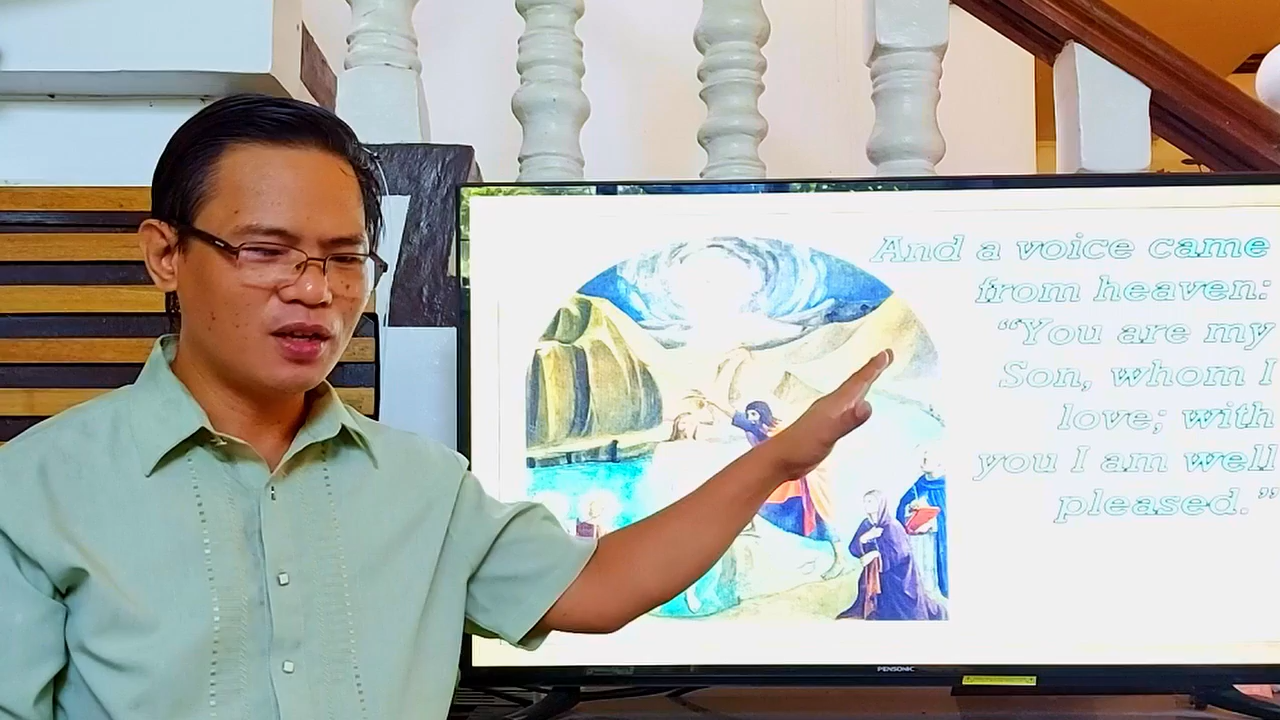 And a voice came
from heaven:
“You are my
Son, whom I
love; with
you I am well
pleased.”
PENSONIC